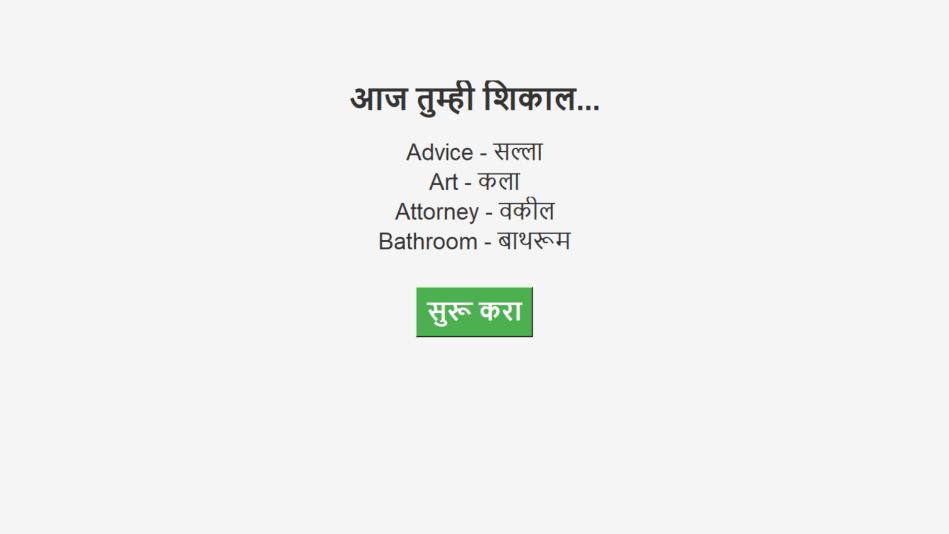 आज तुम्ही शिकाल...
Advice - सल्ला
Art - कला
Attorney - वकील
Bathroom - बाथरूम
सुरू करा